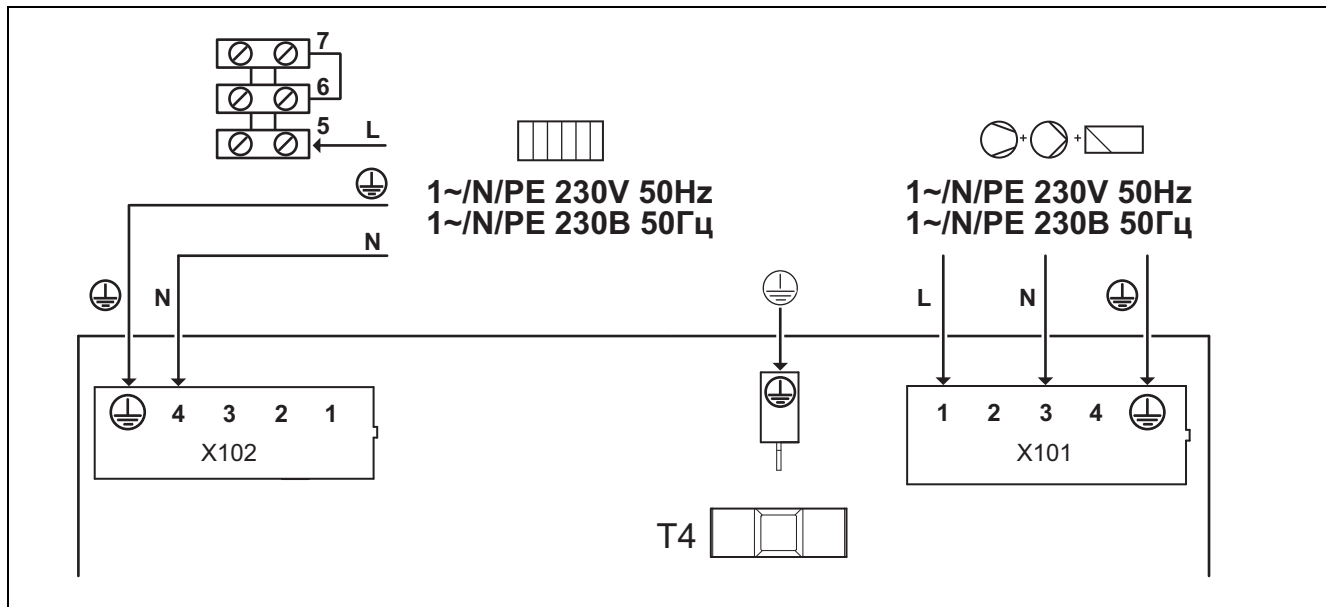 7
6
5
L
1~/N/PE 230V 50Hz
1~/N/PE 230В 50Гц
N
N
+ +
1~/N/PE 230V 50Hz
1~/N/PE 230В 50Гц
L
N
4 3 2 1
X102
1 2 3 4
X101
T4